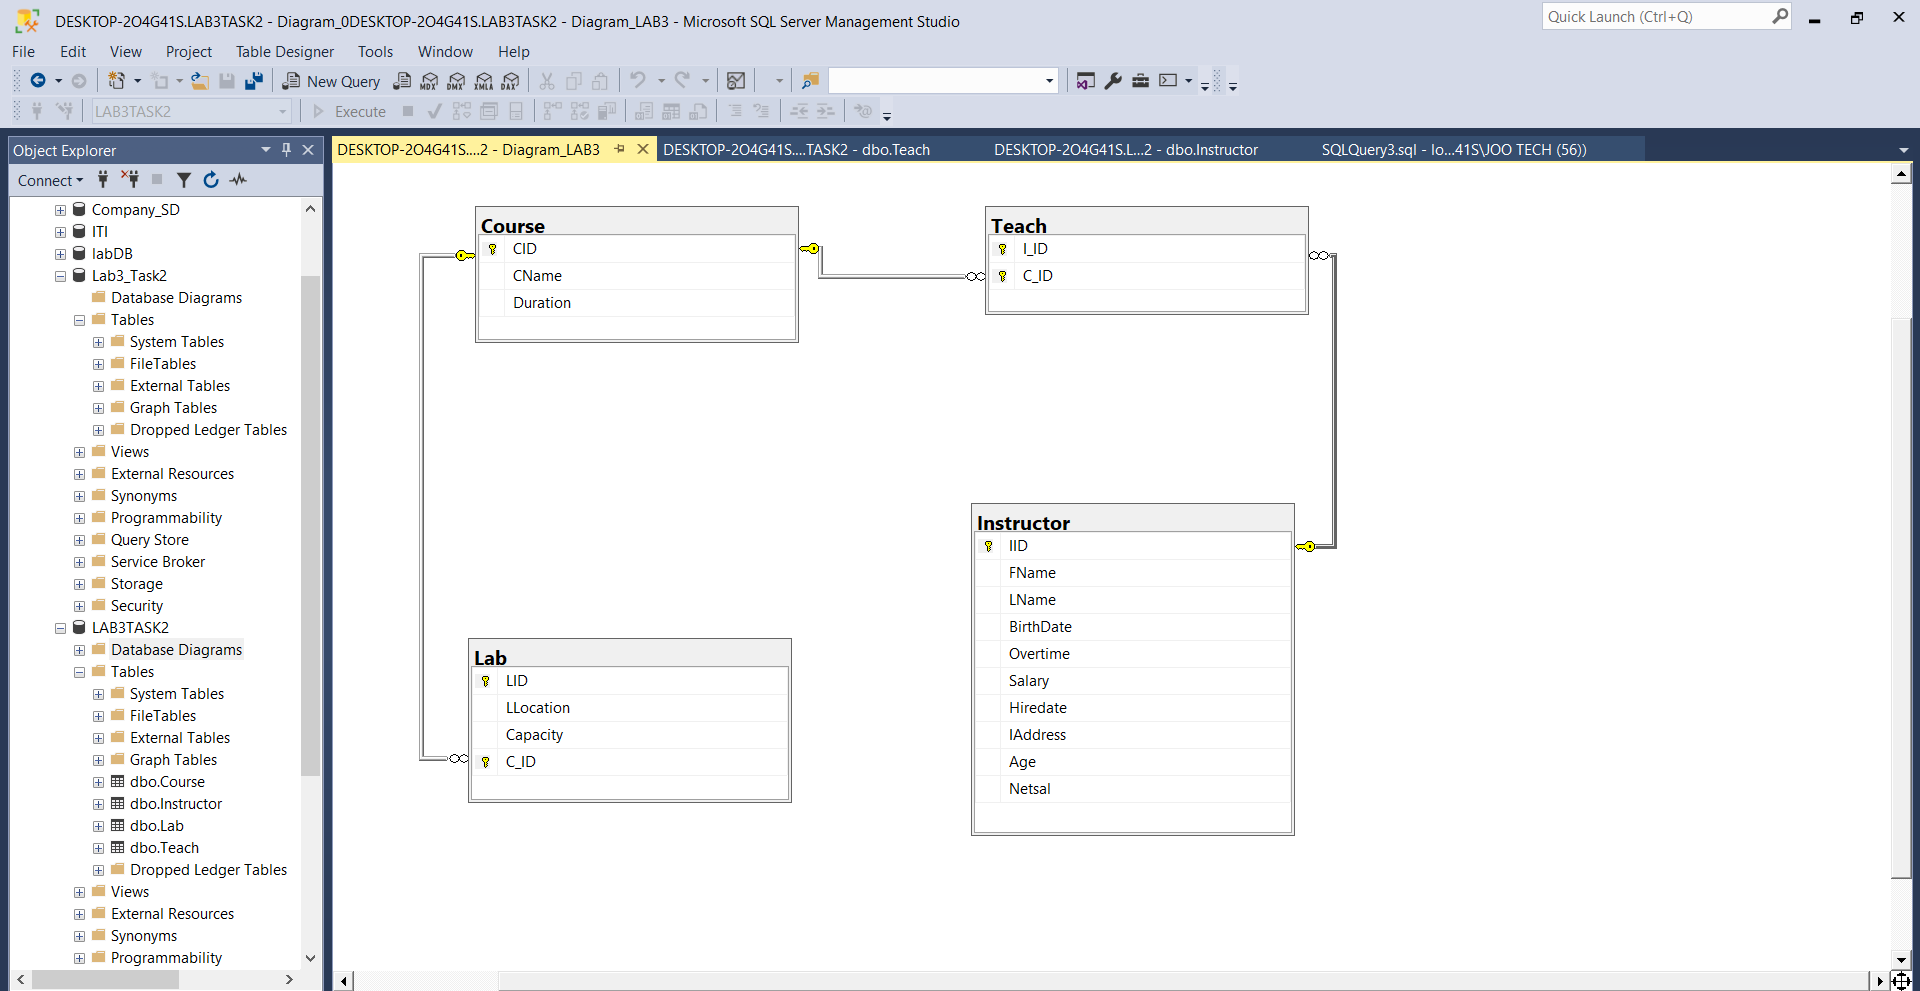 DESKTOP-2O4G41S.LAB3TASK2 - Diagram_0DESKTOP-2O4G41S.LAB3TASK2 - Diagram_LAB3 - Microsoft SQL Server Management Studio
Quick Launch (Ctrl+Q)
File Edit View Project Table Designer Tools Window Help
New Query MDX DMX XMLA DAX
LAB3TASK2 Execute
Object Explorer
DESKTOP-2O4G41S....2 - Diagram_LAB3
DESKTOP-2O4G41S....TASK2 - dbo.Teach
DESKTOP-2O4G41S.L...2 - dbo.Instructor
SQLQuery3.sql - lo...41S\JOO TECH (56))
Connect
Company_SD
ITI
labDB
Lab3_Task2
Database Diagrams
Tables
System Tables
FileTables
External Tables
Graph Tables
Dropped Ledger Tables
Views
External Resources
Synonyms
Programmability
Query Store
Service Broker
Storage
Security
LAB3TASK2
Database Diagrams
Tables
System Tables
FileTables
External Tables
Graph Tables
dbo.Course
dbo.Instructor
dbo.Lab
dbo.Teach
Dropped Ledger Tables
Views
External Resources
Synonyms
Programmability
Course
CID
CName
Duration
Teach
I_ID
C_ID
Instructor
IID
FName
LName
BirthDate
Overtime
Salary
Hiredate
IAddress
Age
Netsal
Lab
LID
LLocation
Capacity
C_ID